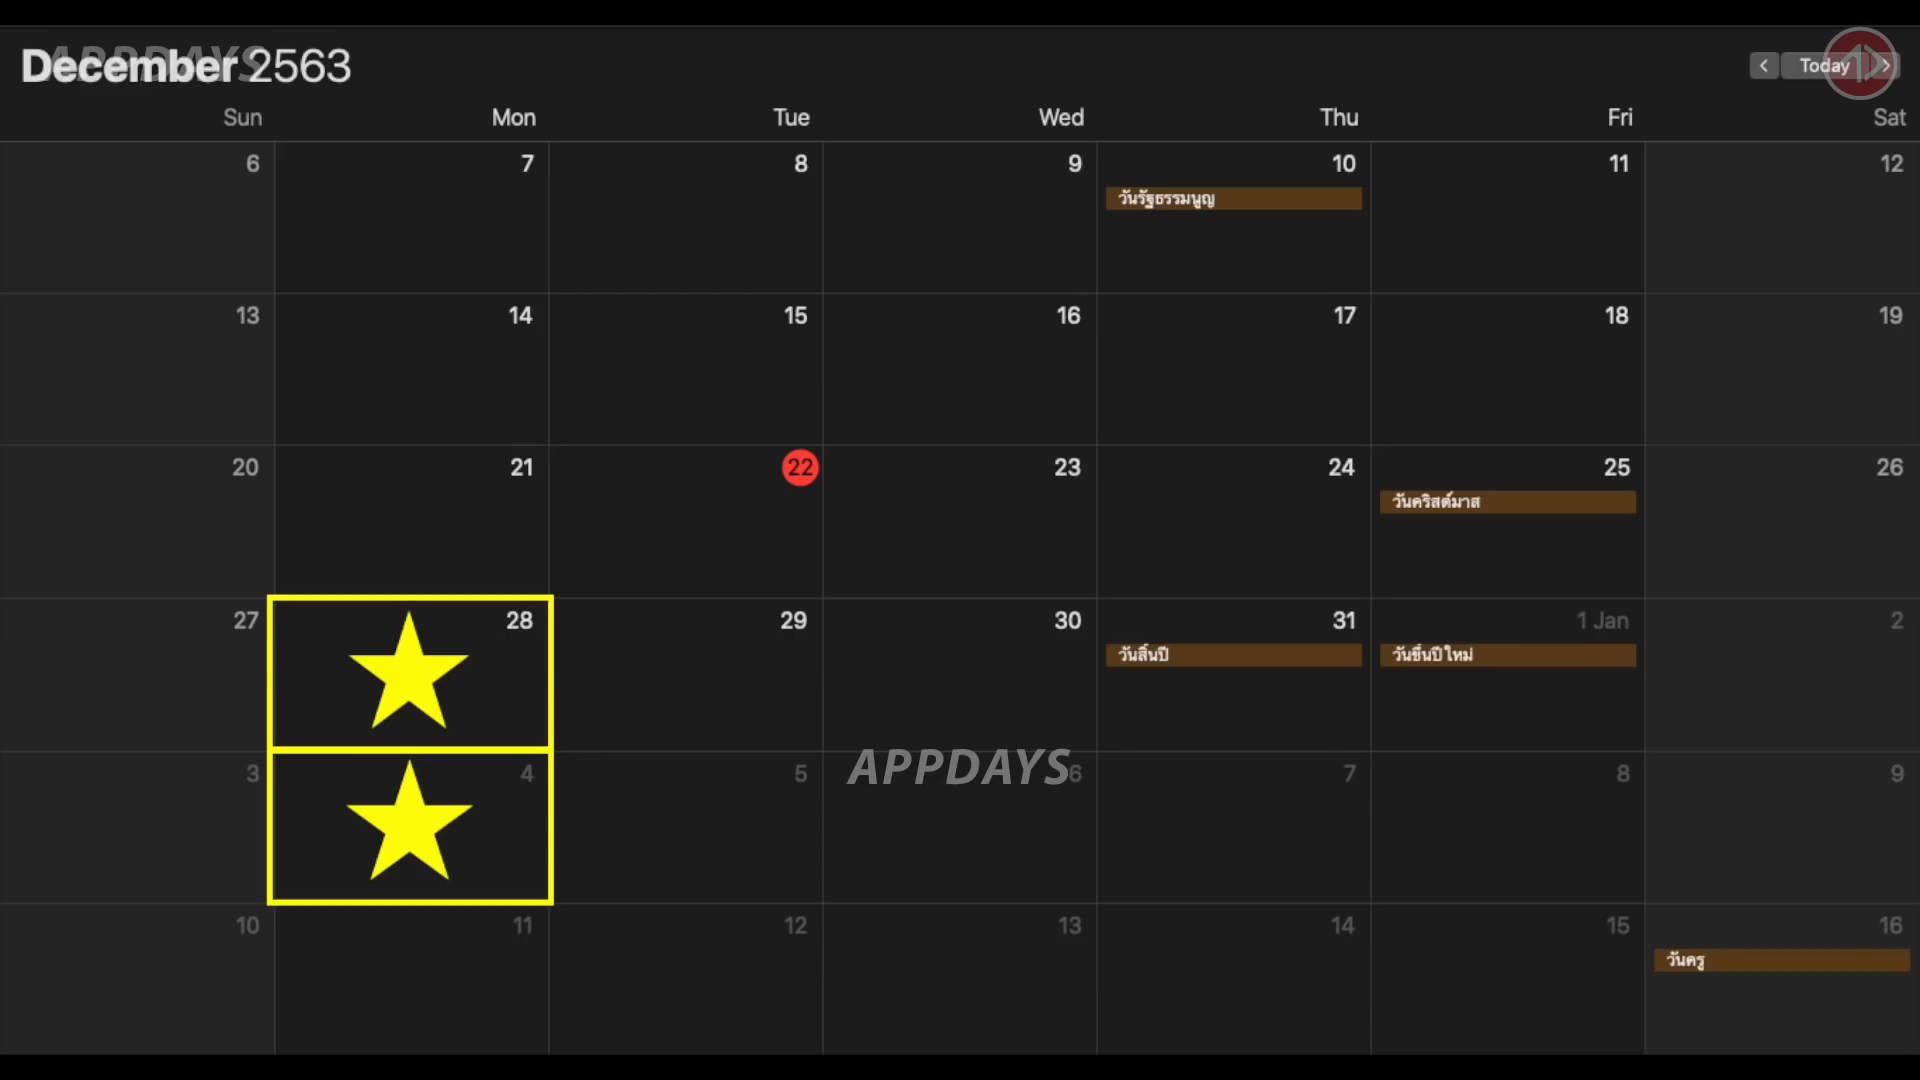 APPDAYS
December 2563
Today
Sun Mon Tue Wed Thu Fri Sat
6 7 8 9 10 11 12
วันรัฐธรรมนูญ
13 14 15 16 17 18 19
20 21 22 23 24 25 26
วันคริสต์มาส
27 28 29 30 31 1 Jan 2
วันสิ้นปี วันขึ้นปีใหม่
3 4 5 6 7 8 9
APPDAYS
10 11 12 13 14 15 16
วันครู